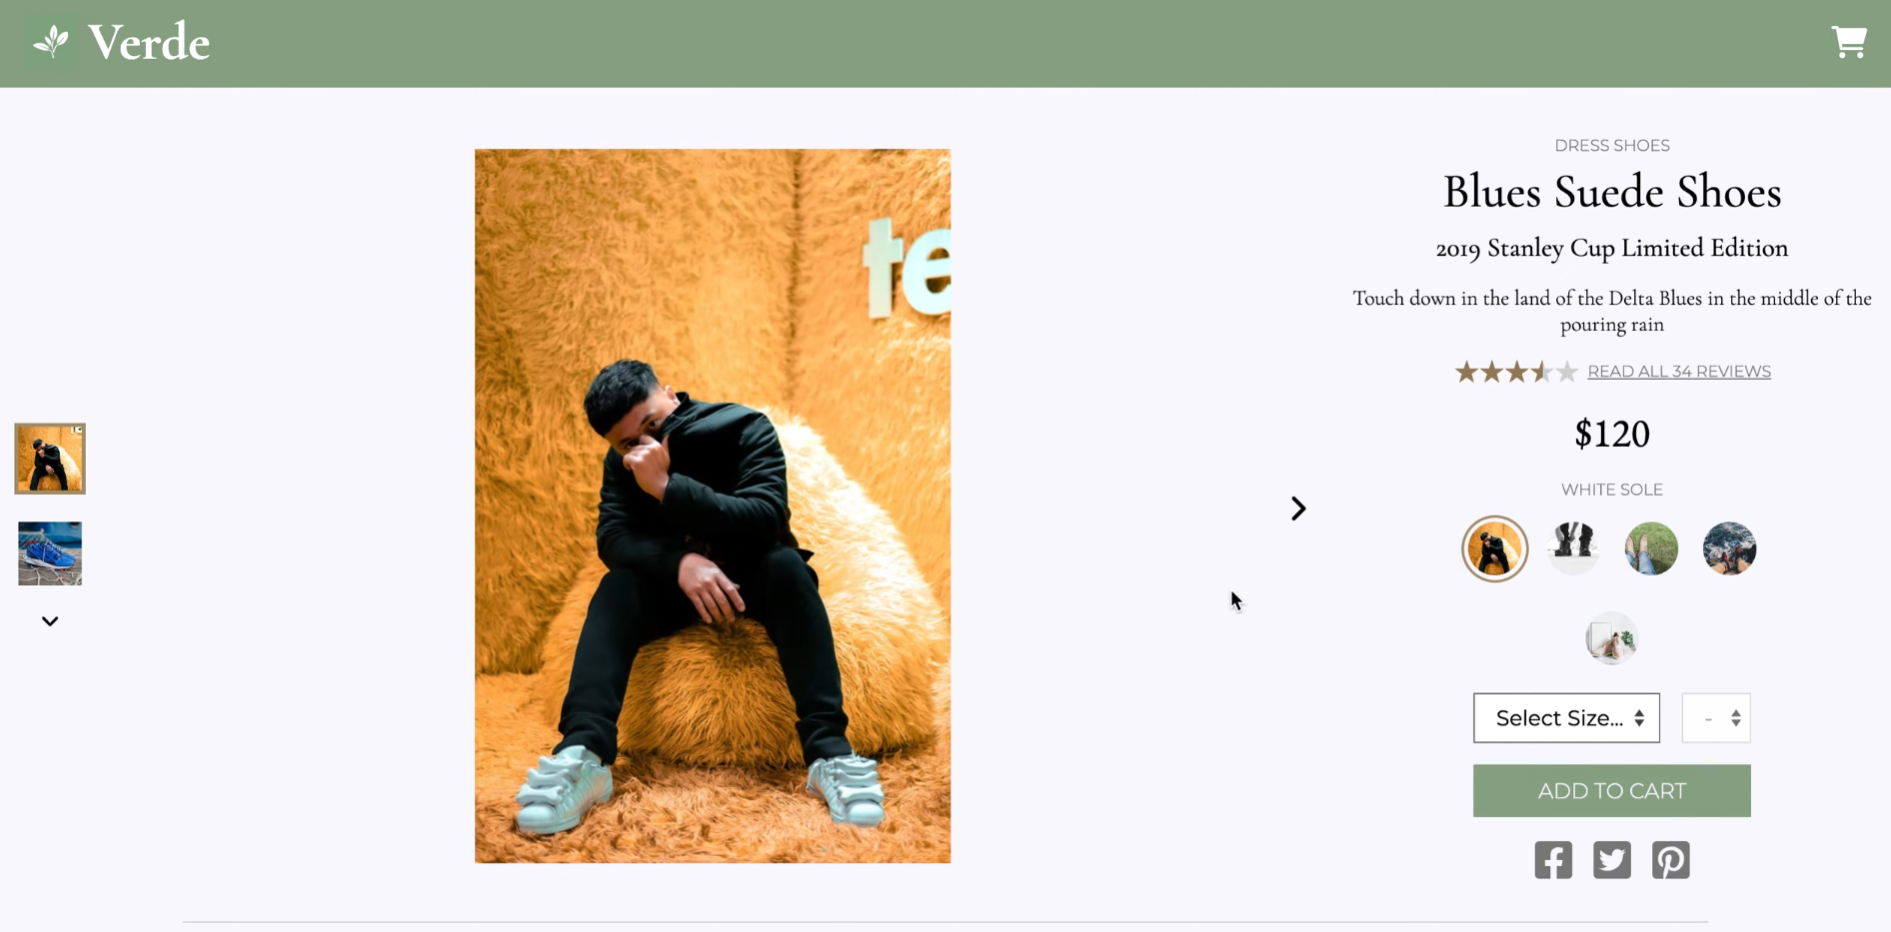 Verde
te
DRESS SHOES
Blues Suede Shoes
2019 Stanley Cup Limited Edition
Touch down in the land of the Delta Blues in the middle of the
pouring rain
READ ALL 34 REVIEWS
$120
WHITE SOLE
Select Size...
-
ADD TO CART